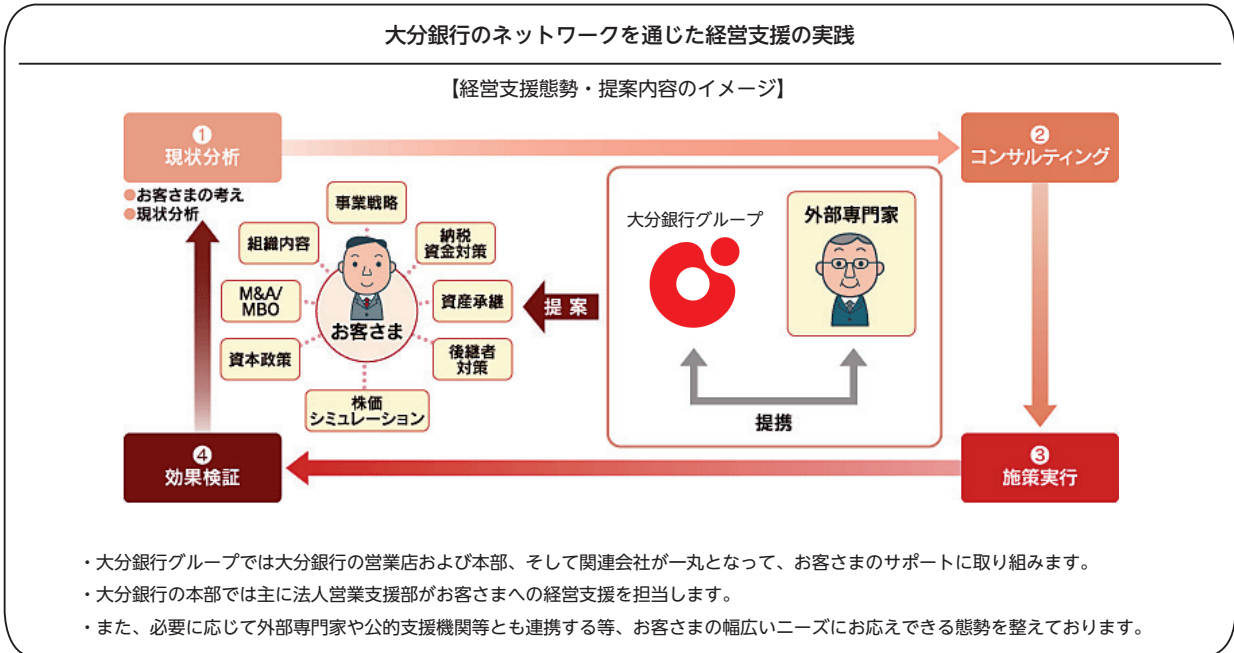 大分銀行のネットワークを通じた経営支援の実践
【経営支援態勢・提案内容のイメージ】
❶
現状分析
●お客さまの考え
●現状分析
❷
コンサルティング
事業戦略
組織内容
納税
資金対策
M&A/
MBO
資産承継
お客さま
資本政策
後継者
対策
株価
シミュレーション
提案
大分銀行グループ
外部専門家
提携
❹
効果検証
❸
施策実行
・大分銀行グループでは大分銀行の営業店および本部、そして関連会社が一丸となって、お客さまのサポートに取り組みます。
・大分銀行の本部では主に法人営業支援部がお客さまへの経営支援を担当します。
・また、必要に応じて外部専門家や公的支援機関等とも連携する等、お客さまの幅広いニーズにお応えできる態勢を整えております。